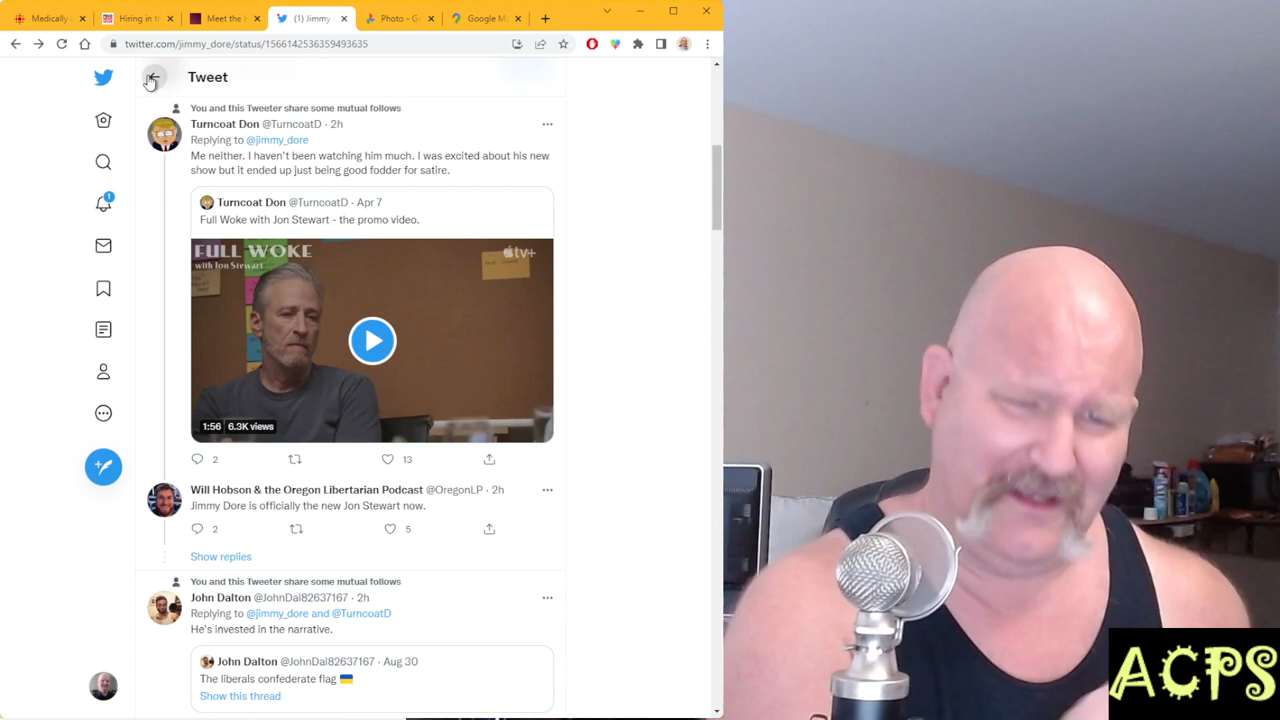 Medically
Hiring in t
Meet the
(1) Jimmy
Photo - G
Google M
twitter.com/jimmy_dore/status/1566142536359493635
Tweet
You and this Tweeter share some mutual follows
Turncoat Don @TurncoatD · 2h
Replying to @jimmy_dore
Me neither. I haven't been watching him much. I was excited about his new
show but it ended up just being good fodder for satire.
Turncoat Don @TurncoatD · Apr 7
Full Woke with Jon Stewart - the promo video.
FULL WOKE
with Jon Stewart
tv+
1:56 6.3K views
2 13
Will Hobson & the Oregon Libertarian Podcast @OregonLP · 2h
Jimmy Dore is officially the new Jon Stewart now.
2 5
Show replies
You and this Tweeter share some mutual follows
John Dalton @JohnDal82637167 · 2h
Replying to @jimmy_dore and @TurncoatD
He's invested in the narrative.
John Dalton @JohnDal82637167 · Aug 30
The liberals confederate flag 🇺🇦
Show this thread
1
ACPS